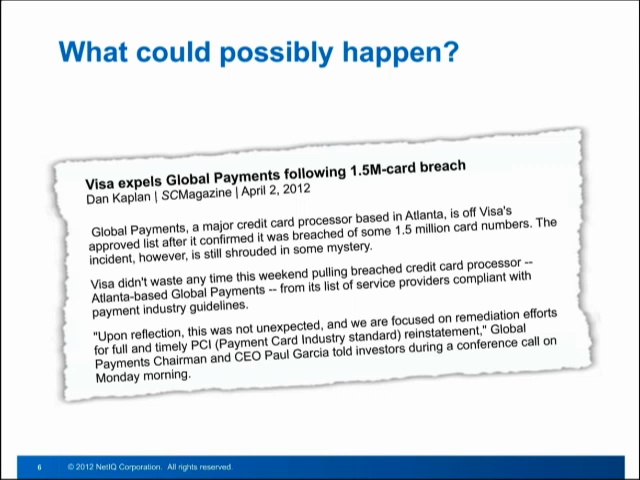 What could possibly happen?
Visa expels Global Payments following 1.5M-card breach
Dan Kaplan | SCMagazine | April 2, 2012
Global Payments, a major credit card processor based in Atlanta, is off Visa's
approved list after it confirmed it was breached of some 1.5 million card numbers. The
incident, however, is still shrouded in some mystery.
Visa didn't waste any time this weekend pulling breached credit card processor --
Atlanta-based Global Payments -- from its list of service providers compliant with
payment industry guidelines.
"Upon reflection, this was not unexpected, and we are focused on remediation efforts
for full and timely PCI (Payment Card Industry standard) reinstatement," Global
Payments Chairman and CEO Paul Garcia told investors during a conference call on
Monday morning.
6 © 2012 NetIQ Corporation. All rights reserved.